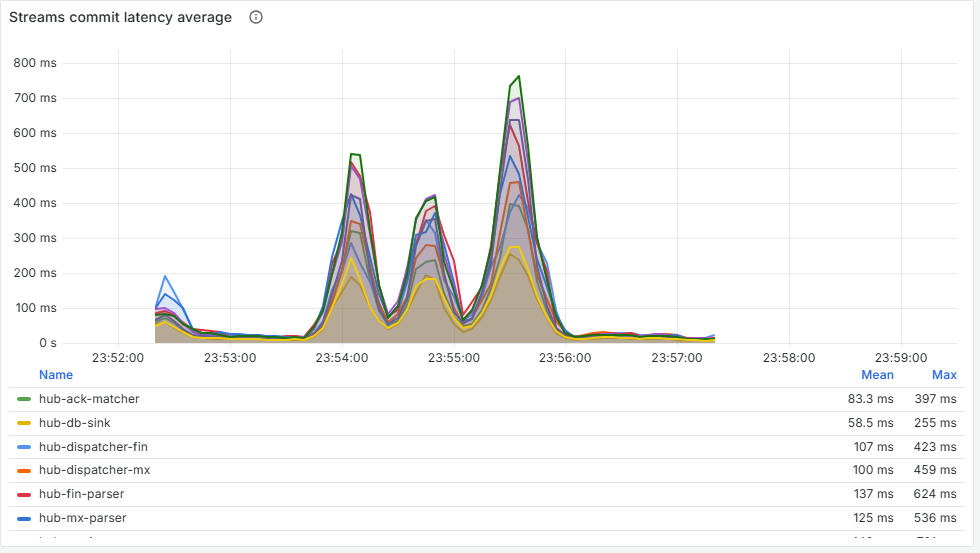 Streams commit latency average
800 ms
700 ms
600 ms
500 ms
400 ms
300 ms
200 ms
100 ms
0 s
23:52:00 23:53:00 23:54:00 23:55:00 23:56:00 23:57:00 23:58:00 23:59:00
Name Mean Max
hub-ack-matcher 83.3 ms 397 ms
hub-db-sink 58.5 ms 255 ms
hub-dispatcher-fin 107 ms 423 ms
hub-dispatcher-mx 100 ms 459 ms
hub-fin-parser 137 ms 624 ms
hub-mx-parser 125 ms 536 ms